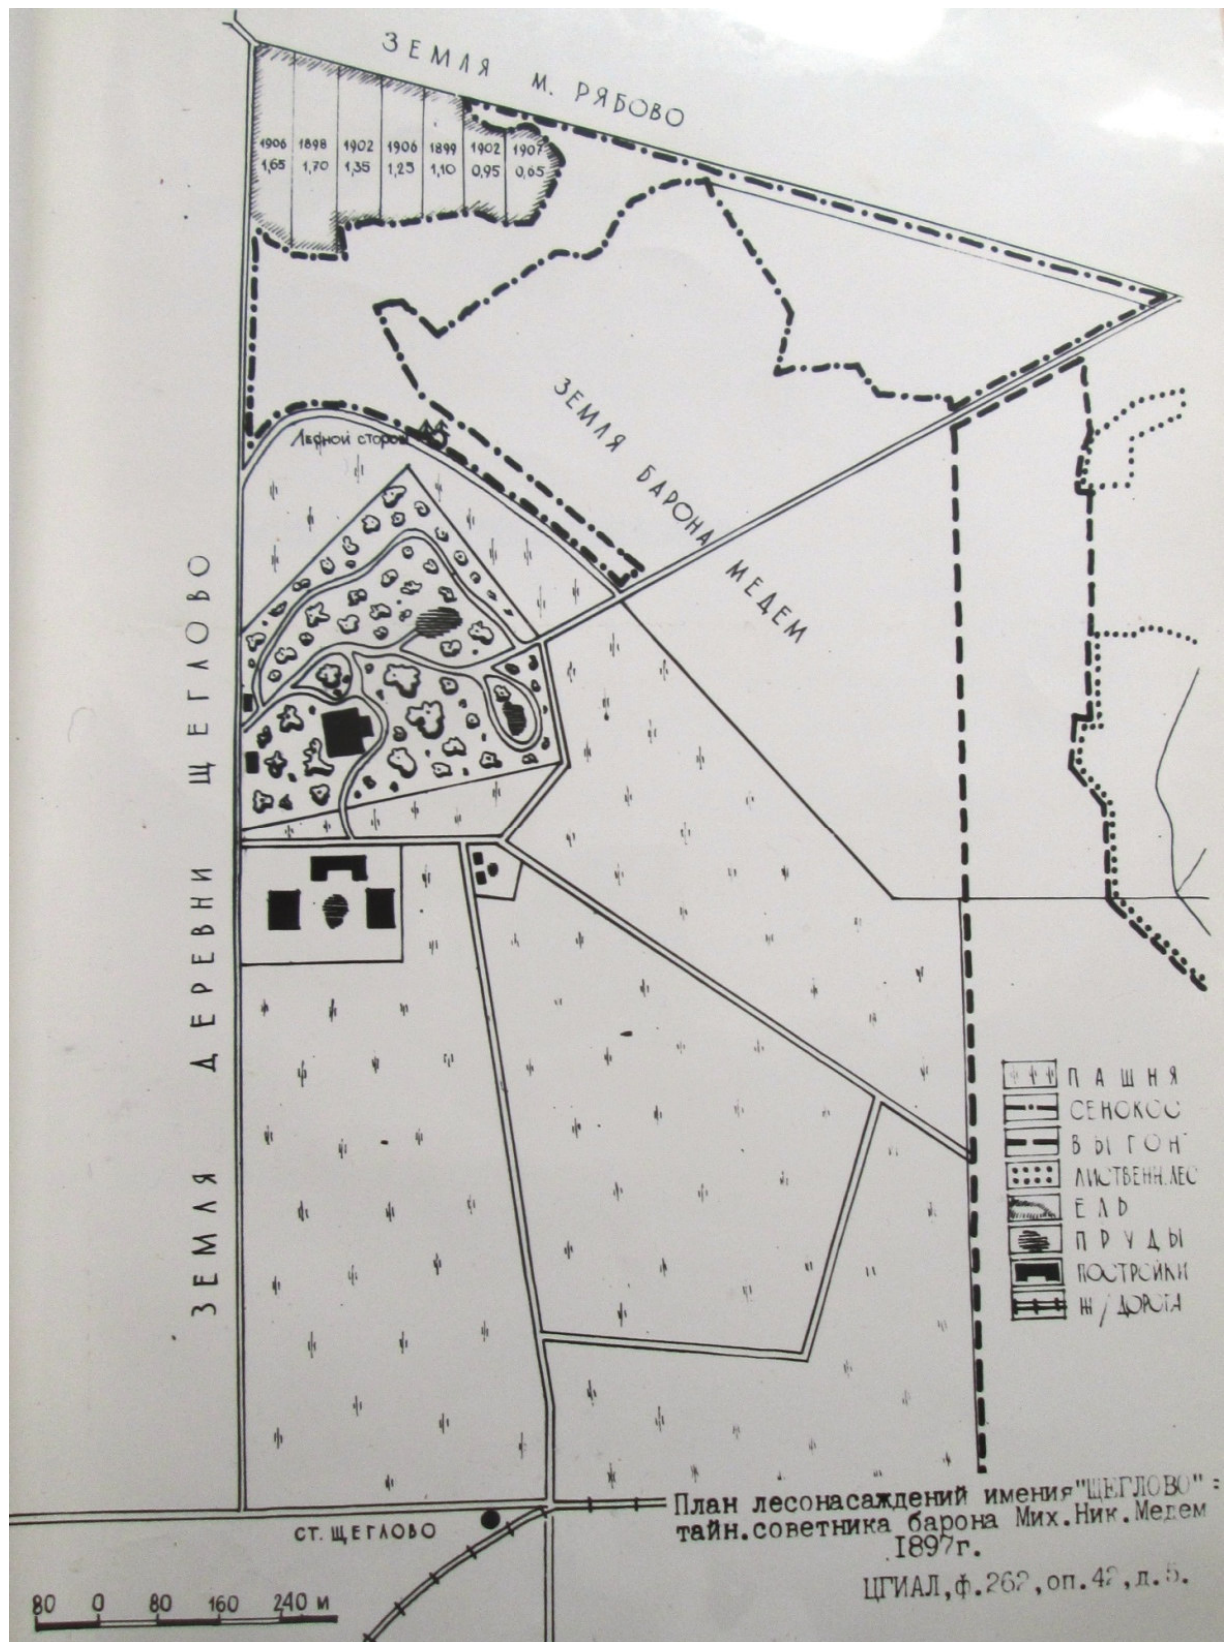 ЗЕМЛЯ М. РЯБОВО
1906 1898 1902 1906 1899 1902 1907
1,65 1,70 1,35 1,25 1,10 0,95 0,65
Лесной сторож
ЗЕМЛЯ БАРОНА МЕДЕМ
ЗЕМЛЯ ДЕРЕВНИ ЩЕГЛОВО
ПАШНЯ
СЕНОКОС
ВЫГОН
ЛИСТВЕНН. ЛЕС
ЕЛЬ
ПРУДЫ
ПОСТРОЙКИ
Ж/ДОРОГА
СТ. ЩЕГЛОВО
План лесонасаждений имения "ЩЕГЛОВО"
тайн.советника барона Мих.Ник.Медем
1897г.
ЦГИАЛ,ф.262,оп.42,д.5.
80 0 80 160 240 м